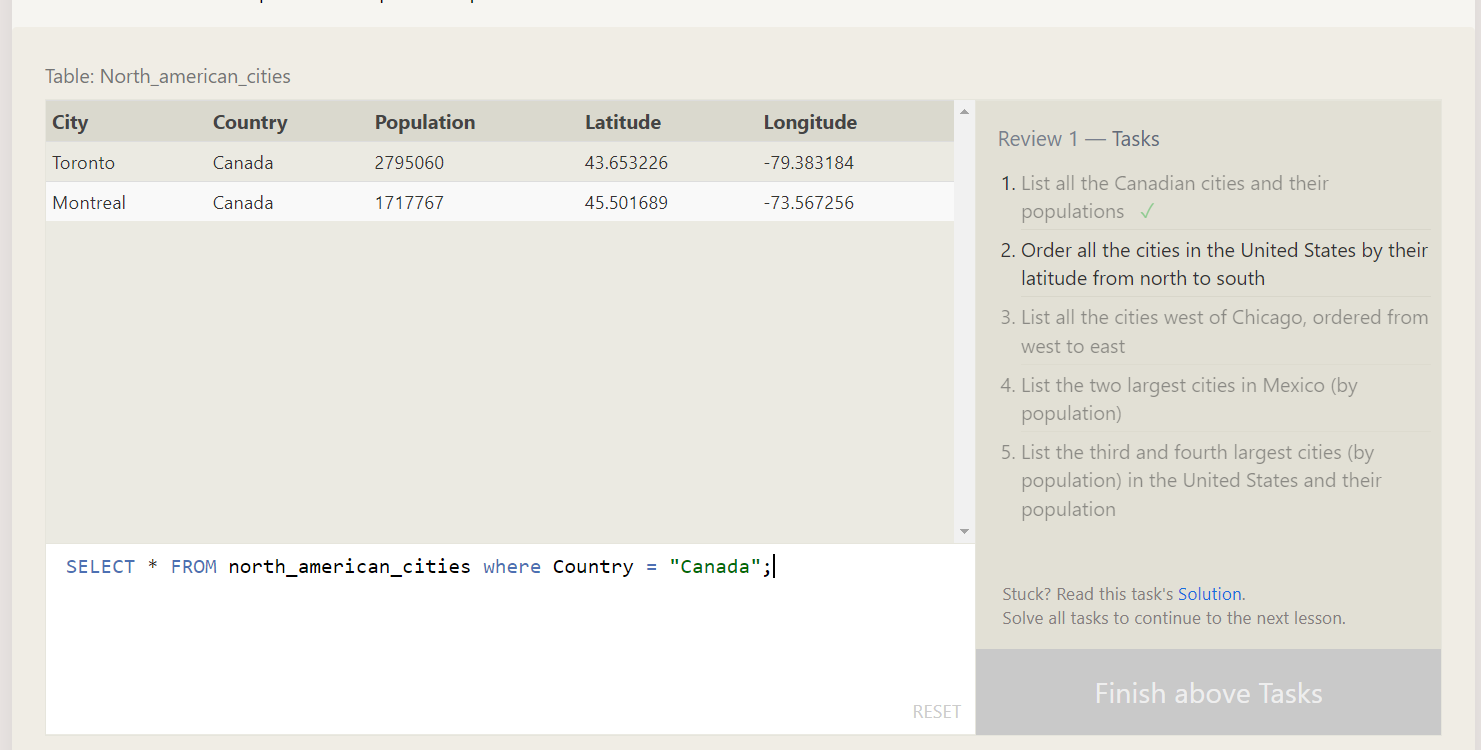 Table: North_american_cities
City Country Population Latitude Longitude
Toronto Canada 2795060 43.653226 -79.383184
Montreal Canada 1717767 45.501689 -73.567256
SELECT * FROM north_american_cities where Country = "Canada";
RESET
Review 1 — Tasks
1. List all the Canadian cities and their
populations ✓
2. Order all the cities in the United States by their
latitude from north to south
3. List all the cities west of Chicago, ordered from
west to east
4. List the two largest cities in Mexico (by
population)
5. List the third and fourth largest cities (by
population) in the United States and their
population
Stuck? Read this task's Solution.
Solve all tasks to continue to the next lesson.
Finish above Tasks